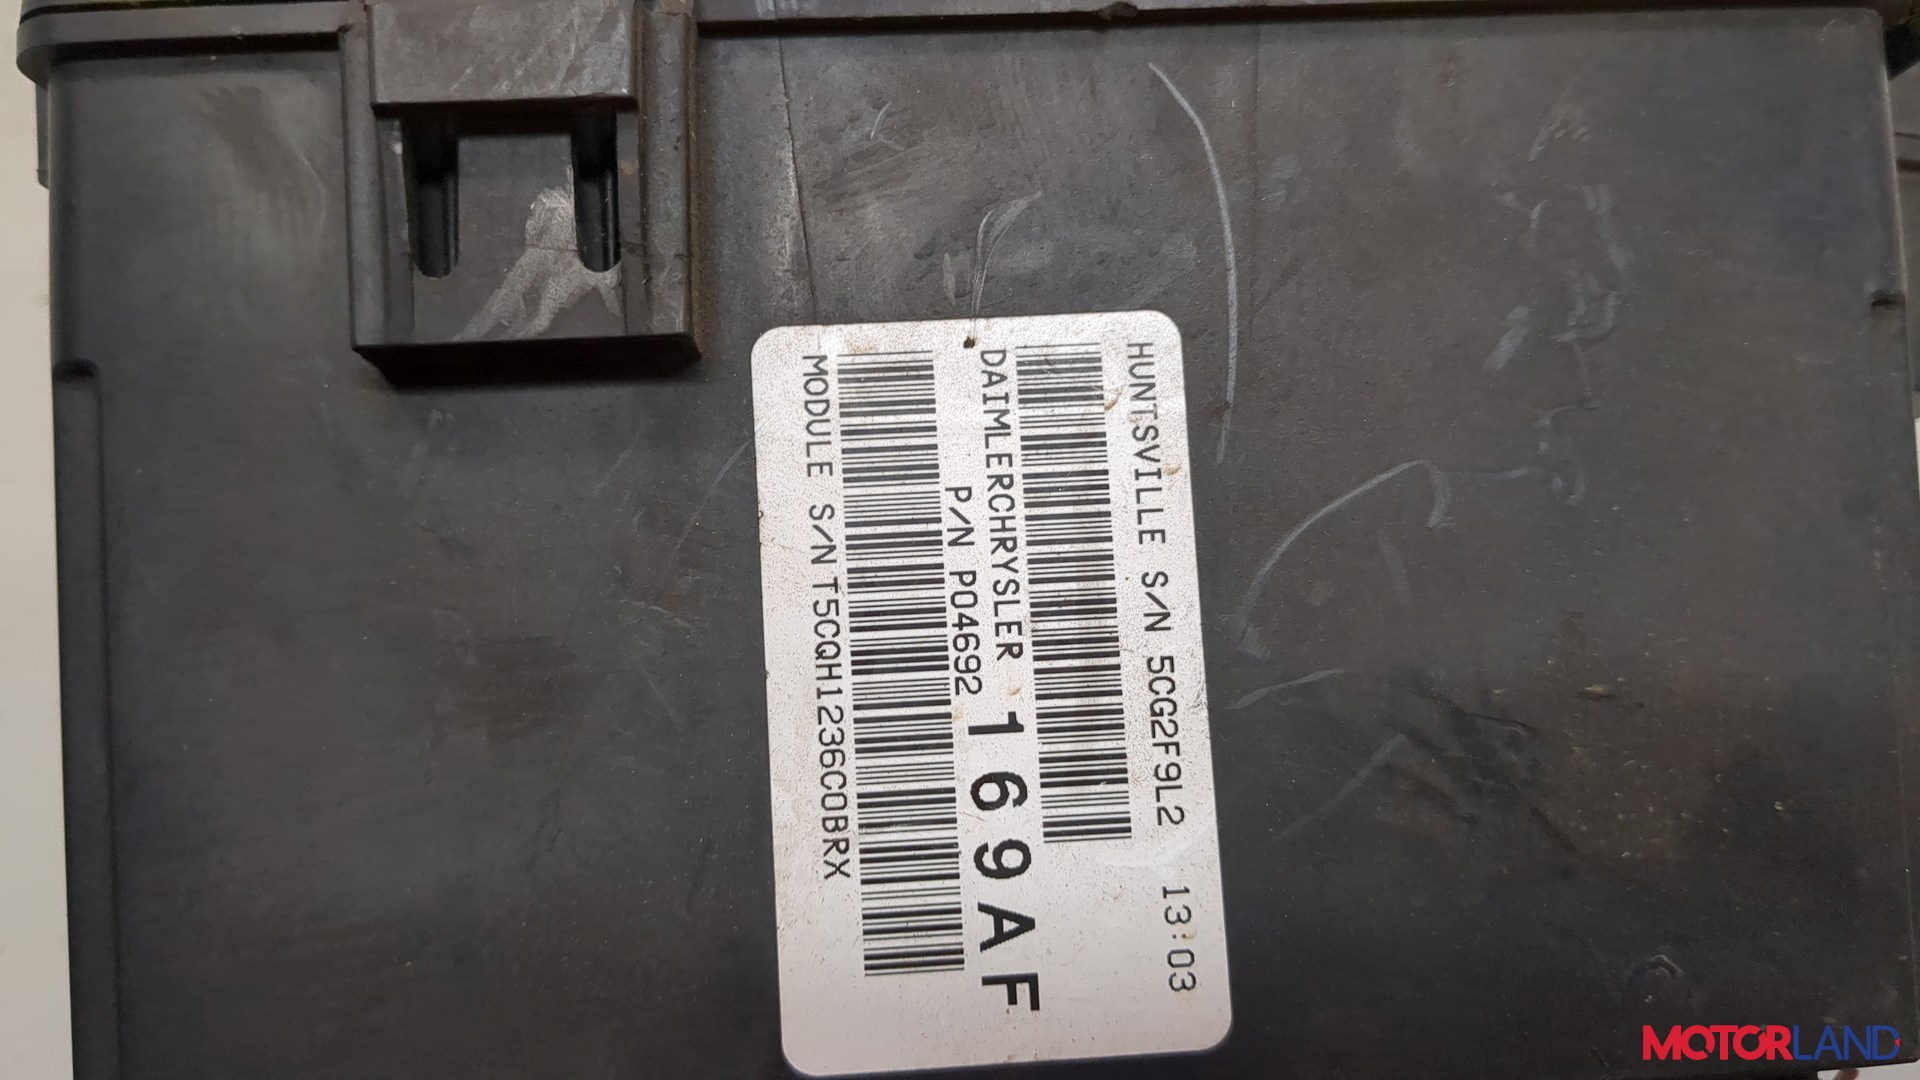 HUNTSVILLE S/N 5CG2F9L2 13:03
DAIMLERCHRYSLER 169AF
P/N P04692
MODULE S/N T5CQH1236C0BRX
MOTORLAND